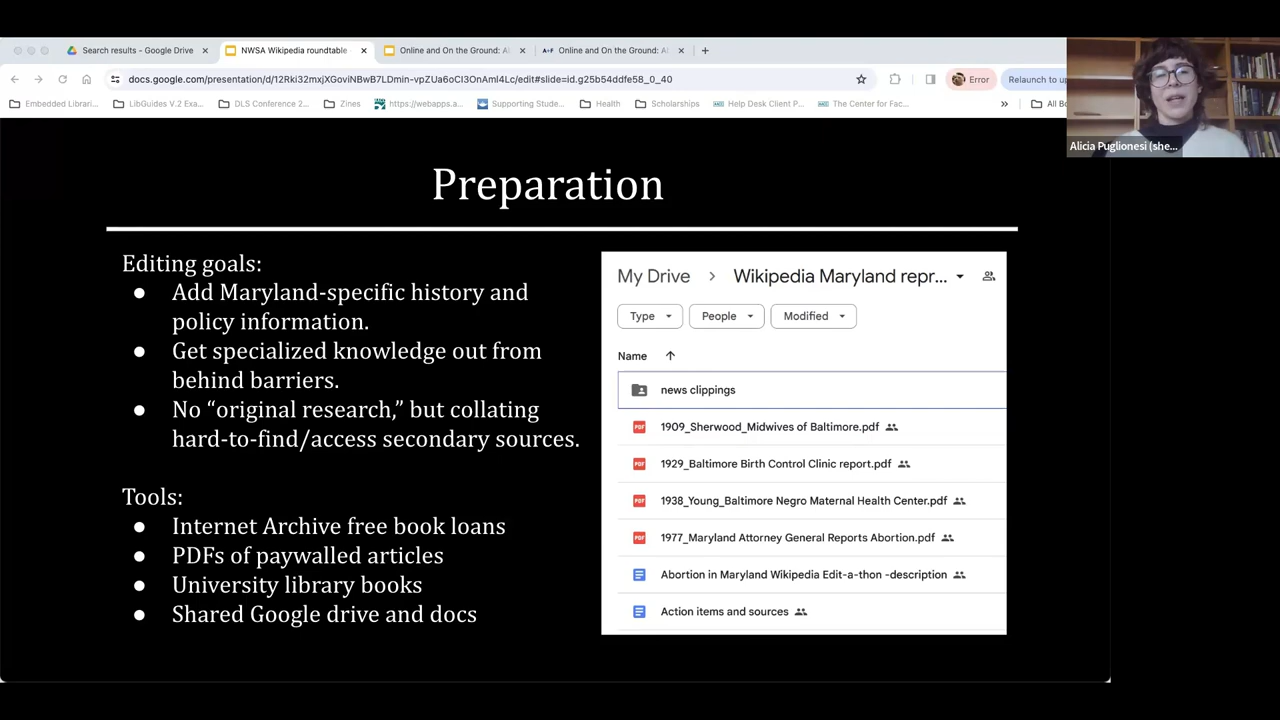 Search results - Google Drive
NWSA Wikipedia roundtable
Online and On the Ground: Al
Online and On the Ground: Al
docs.google.com/presentation/d/12Rki32mxjXGoviNBwB7LDmin-vpZUa6oCI3OnAml4Lc/edit#slide=id.g25b54ddfe58_0_40
Error
Relaunch to up
Embedded Librari...
LibGuides V.2 Exa...
DLS Conference 2...
Zines
https://webapps.a...
Supporting Stude...
Health
Scholarships
Help Desk Client P...
The Center for Fac...
»
All Bo
Alicia Puglionesi (she...
Preparation
Editing goals:
● Add Maryland-specific history and
policy information.
● Get specialized knowledge out from
behind barriers.
● No “original research,” but collating
hard-to-find/access secondary sources.
Tools:
● Internet Archive free book loans
● PDFs of paywalled articles
● University library books
● Shared Google drive and docs
My Drive > Wikipedia Maryland repr...
Type
People
Modified
Name
news clippings
PDF 1909_Sherwood_Midwives of Baltimore.pdf
PDF 1929_Baltimore Birth Control Clinic report.pdf
PDF 1938_Young_Baltimore Negro Maternal Health Center.pdf
PDF 1977_Maryland Attorney General Reports Abortion.pdf
Abortion in Maryland Wikipedia Edit-a-thon -description
Action items and sources